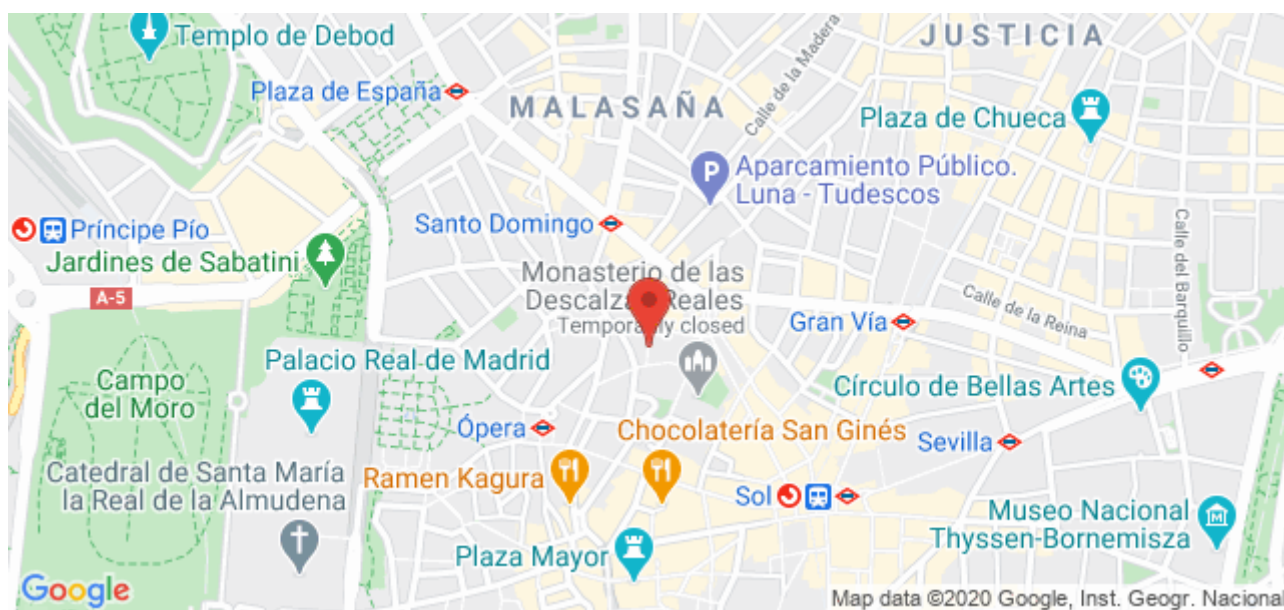 Templo de Debod
JUSTICIA
Plaza de España
MALASAÑA
Calle de la Madera
Plaza de Chueca
P
Aparcamiento Público.
Luna - Tudescos
Santo Domingo
Príncipe Pío
Jardines de Sabatini
A-5
Calle del Barquillo
Monasterio de las
Descalzas Reales
Temporarily closed
Calle de la Reina
Gran Vía
Palacio Real de Madrid
Campo
del Moro
Círculo de Bellas Artes
Ópera
Chocolatería San Ginés
Sevilla
Catedral de Santa María
la Real de la Almudena
Ramen Kagura
Sol
Museo Nacional
Thyssen-Bornemisza
Plaza Mayor
Google
Map data ©2020 Google, Inst. Geogr. Naciona